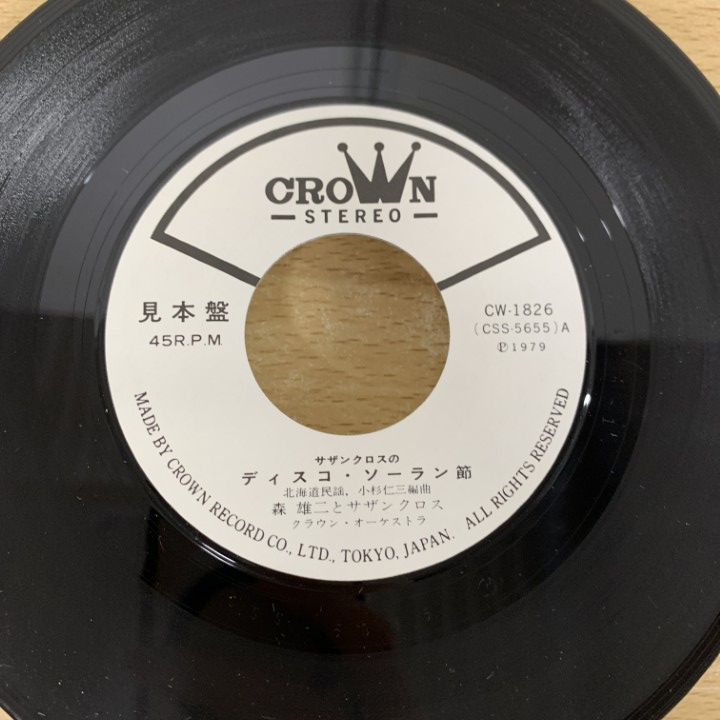 CROWN
STEREO
見本盤
45R.P.M.
CW-1826
(CSS-5655)A
Ⓟ1979
サザンクロスの
ディスコ・ソーラン節
北海道民謡, 小杉仁三編曲
森 雄二とサザンクロス
クラウン・オーケストラ
MADE BY CROWN RECORD CO., LTD., TOKYO, JAPAN. ALL RIGHTS RESERVED